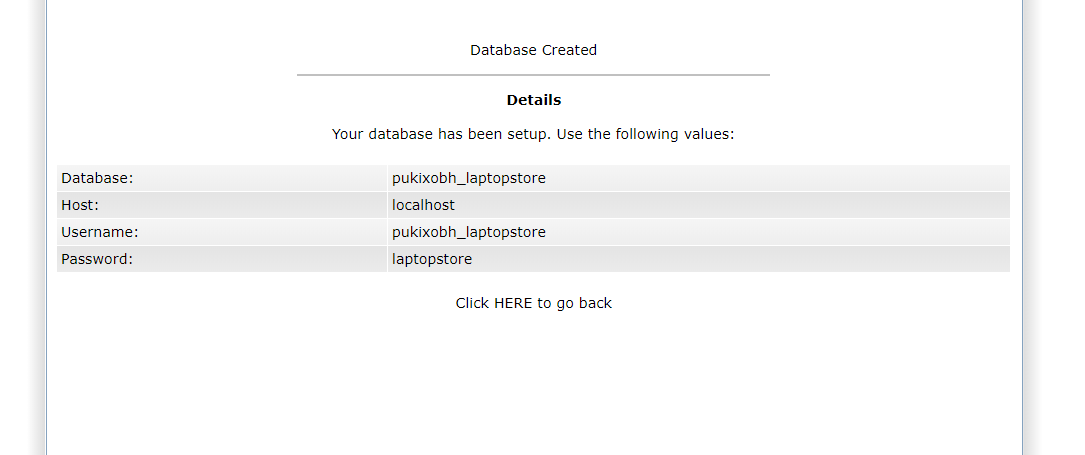 Database Created
Details
Your database has been setup. Use the following values:
Database: pukixobh_laptopstore
Host: localhost
Username: pukixobh_laptopstore
Password: laptopstore
Click HERE to go back